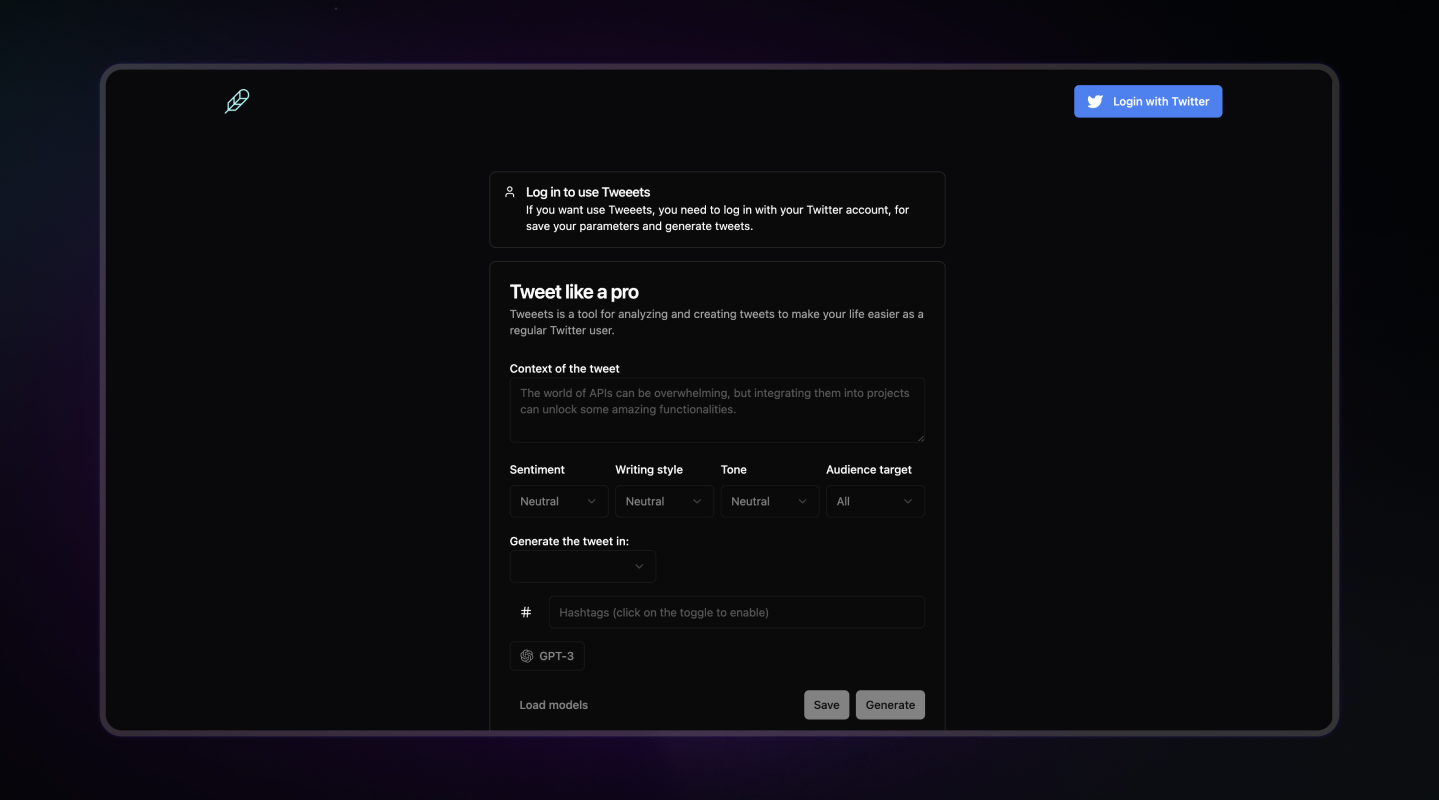 Login with Twitter
Log in to use Tweeets
If you want use Tweeets, you need to log in with your Twitter account, for
save your parameters and generate tweets.
Tweet like a pro
Tweeets is a tool for analyzing and creating tweets to make your life easier as a
regular Twitter user.
Context of the tweet
The world of APIs can be overwhelming, but integrating them into projects
can unlock some amazing functionalities.
Sentiment Writing style Tone Audience target
Neutral Neutral Neutral All
Generate the tweet in:
# Hashtags (click on the toggle to enable)
GPT-3
Load models Save Generate